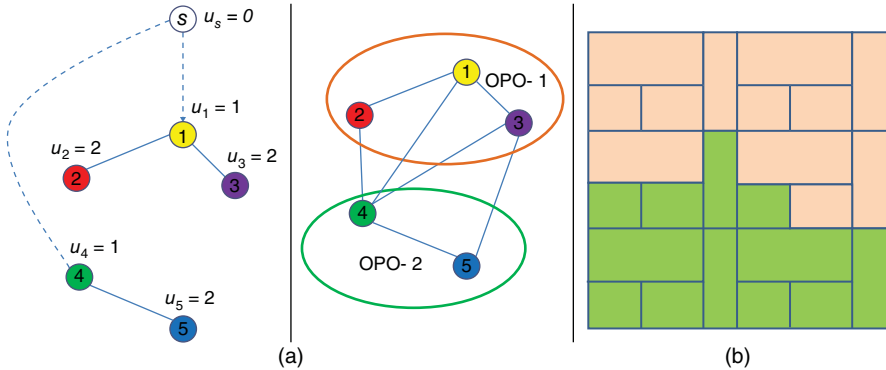 s u_s = 0
u_1 = 1
1
u_2 = 2
2
u_3 = 2
3
u_4 = 1
4
u_5 = 2
5
1
OPO- 1
2
3
4
OPO- 2
5
(a)
(b)